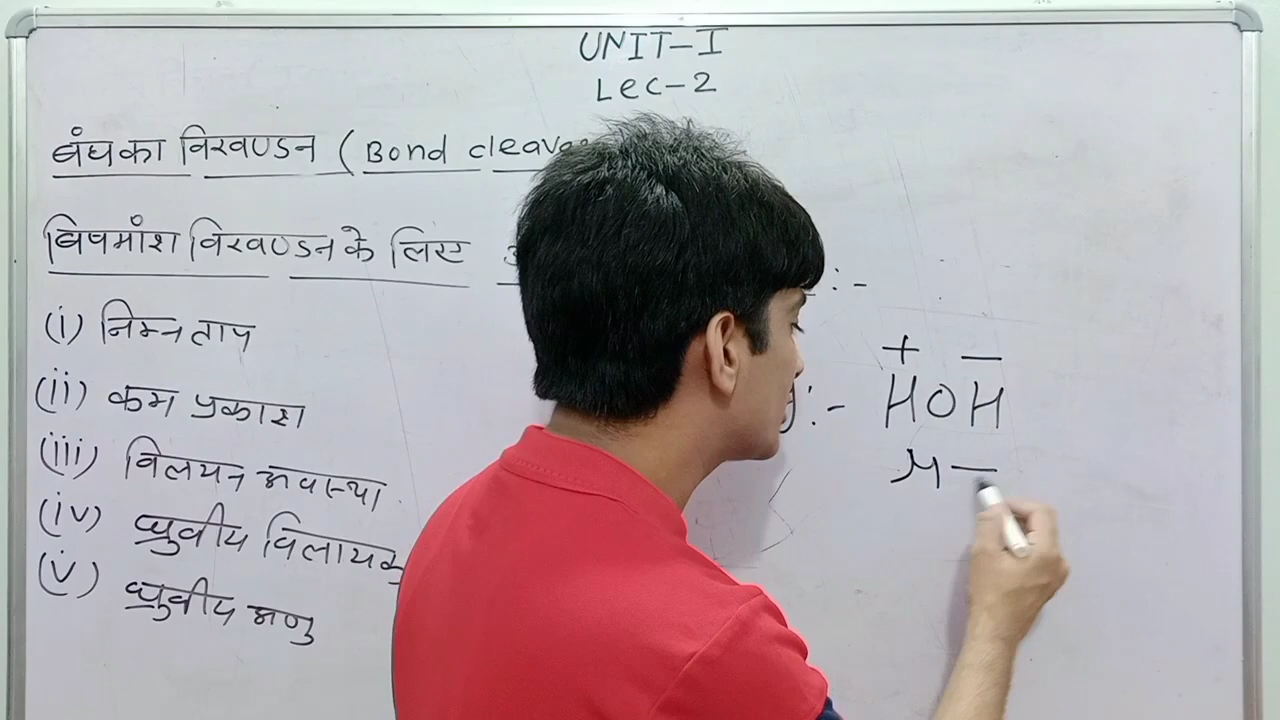 UNIT-I
Lec-2
बंध का विखण्डन (Bond cleava
विषमांश विखण्डन के लिए
(i) निम्न ताप
(ii) कम प्रकाश
(iii) विलयन अवस्था
(iv) ध्रुवीय विलायक
(v) ध्रुवीय अणु
:-
+ −
:- HOH